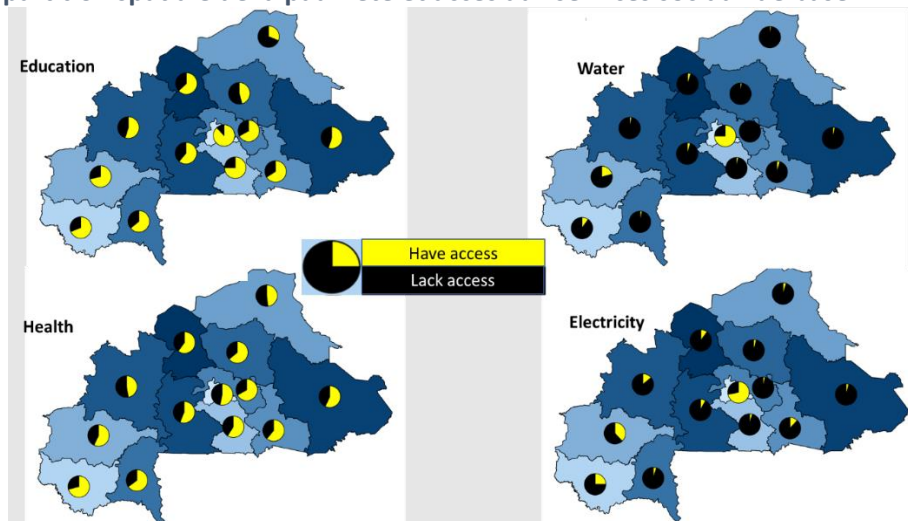 Education
Water
Have access
Lack access
Health
Electricity